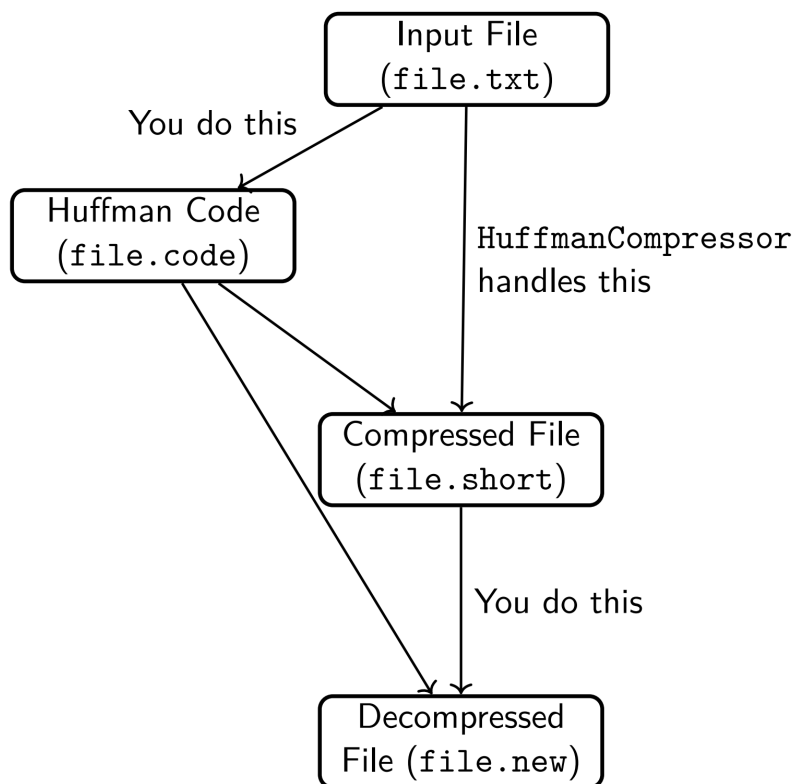 Input File
(file.txt)
You do this
Huffman Code
(file.code)
HuffmanCompressor
handles this
Compressed File
(file.short)
You do this
Decompressed
File (file.new)